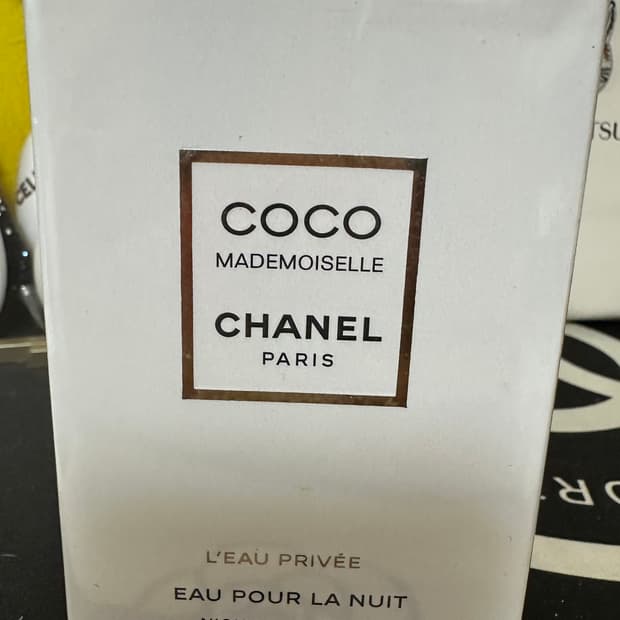 COCO
MADEMOISELLE
CHANEL
PARIS
L'EAU PRIVÉE
EAU POUR LA NUIT